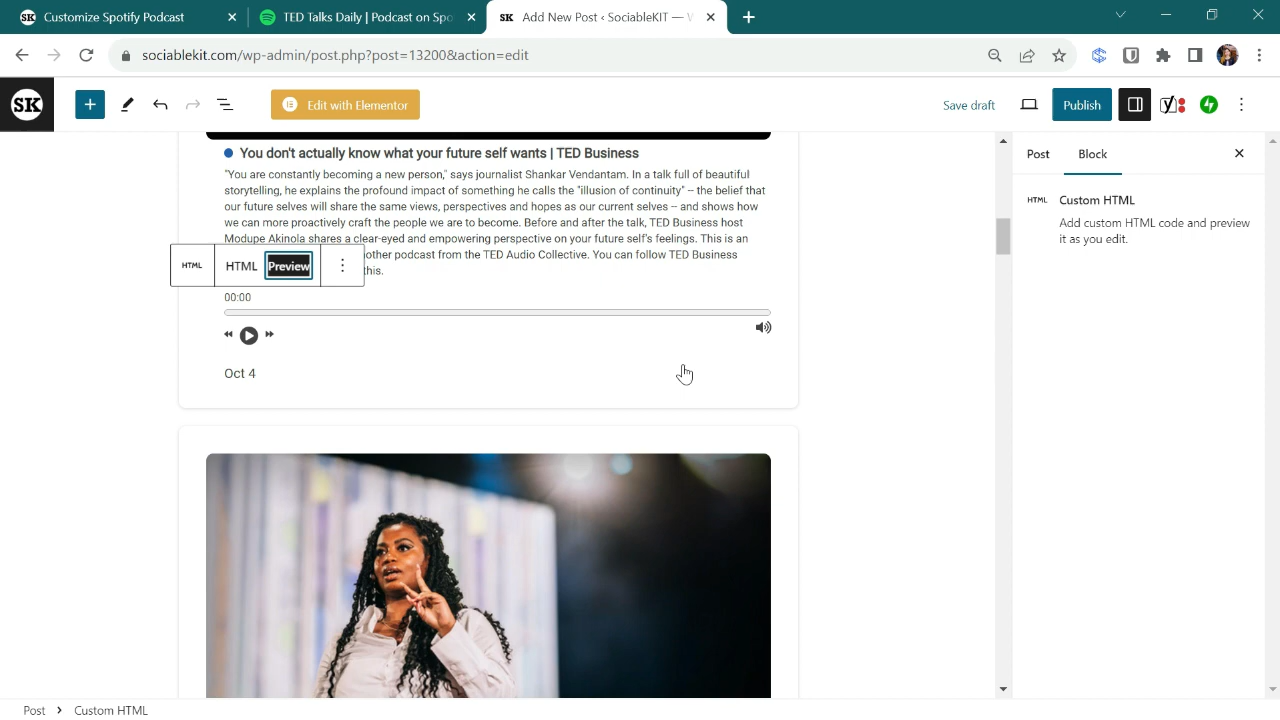 SK Customize Spotify Podcast
TED Talks Daily | Podcast on Spo
SK Add New Post ‹ SociableKIT — W
sociablekit.com/wp-admin/post.php?post=13200&action=edit
SK
Edit with Elementor
Save draft
Publish
You don't actually know what your future self wants | TED Business
"You are constantly becoming a new person," says journalist Shankar Vendantam. In a talk full of beautiful
storytelling, he explains the profound impact of something he calls the "illusion of continuity" -- the belief that
our future selves will share the same views, perspectives and hopes as our current selves -- and shows how
we can more proactively craft the people we are to become. Before and after the talk, TED Business host
Modupe Akinola shares a clear-eyed and empowering perspective on your future self's feelings. This is an
other podcast from the TED Audio Collective. You can follow TED Business
this.
HTML
HTML
Preview
00:00
Oct 4
Post
Block
HTML
Custom HTML
Add custom HTML code and preview
it as you edit.
Post
Custom HTML